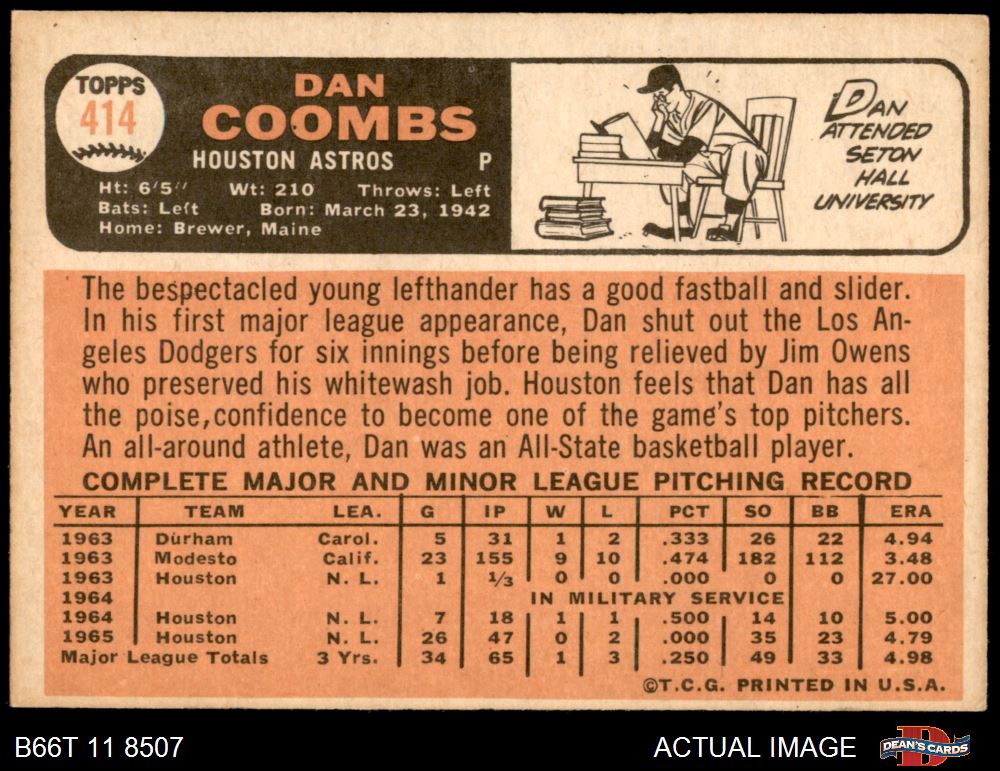 TOPPS
414
DAN
COOMBS
HOUSTON ASTROS P
Ht: 6'5" Wt: 210 Throws: Left
Bats: Left Born: March 23, 1942
Home: Brewer, Maine
DAN
ATTENDED
SETON
HALL
UNIVERSITY
The bespectacled young lefthander has a good fastball and slider.
In his first major league appearance, Dan shut out the Los An-
geles Dodgers for six innings before being relieved by Jim Owens
who preserved his whitewash job. Houston feels that Dan has all
the poise, confidence to become one of the game's top pitchers.
An all-around athlete, Dan was an All-State basketball player.
COMPLETE MAJOR AND MINOR LEAGUE PITCHING RECORD
YEAR TEAM LEA. G IP W L PCT SO BB ERA
1963 Durham Carol. 5 31 1 2 .333 26 22 4.94
1963 Modesto Calif. 23 155 9 10 .474 182 112 3.48
1963 Houston N. L. 1 1/3 0 0 .000 0 0 27.00
1964 IN MILITARY SERVICE
1964 Houston N. L. 7 18 1 1 .500 14 10 5.00
1965 Houston N. L. 26 47 0 2 .000 35 23 4.79
Major League Totals 3 Yrs. 34 65 1 3 .250 49 33 4.98
©T.C.G. PRINTED IN U.S.A.
B66T 11 8507 ACTUAL IMAGE DEAN'S CARDS